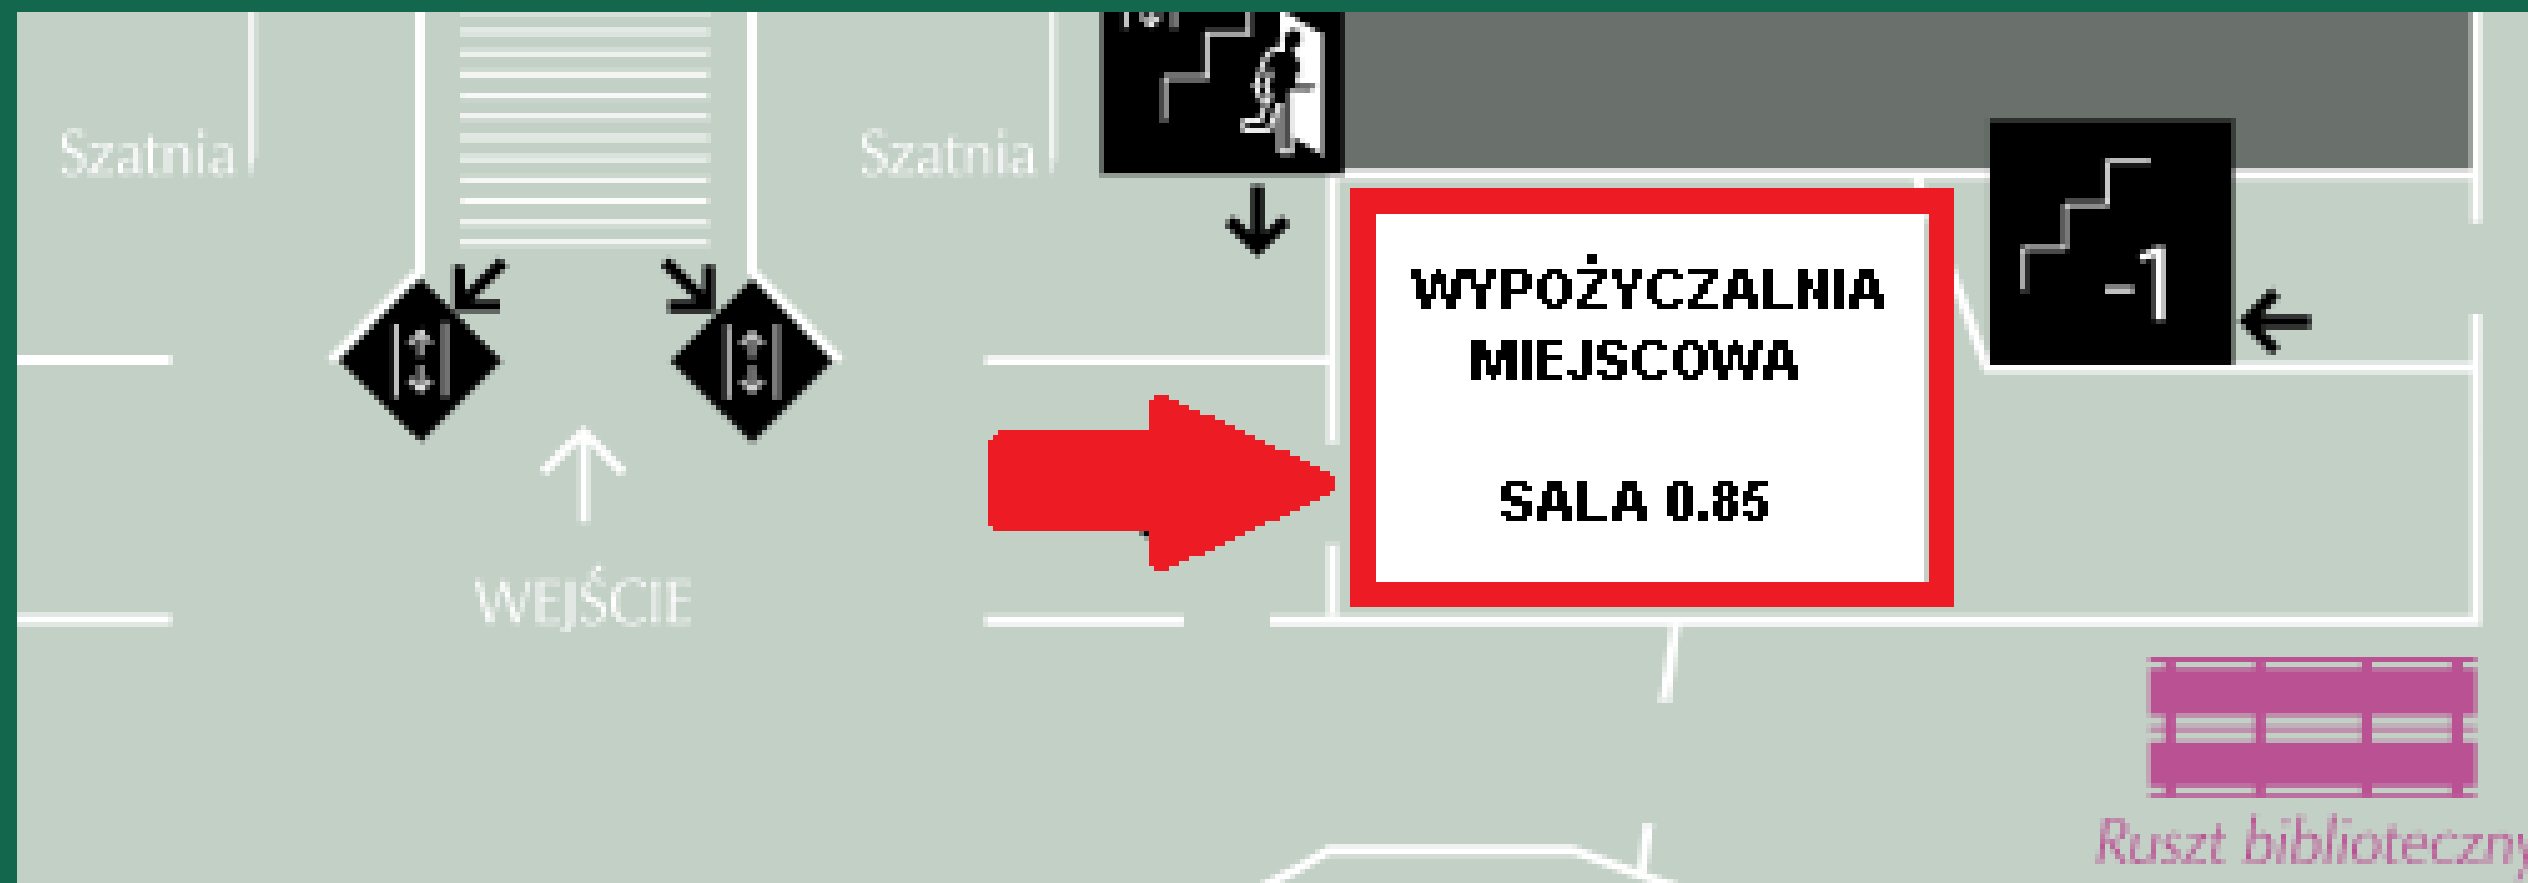 Szatnia
Szatnia
WYPOŻYCZALNIA
MIEJSCOWA
SALA 0.85
-1
WEJŚCIE
Ruszt biblioteczny